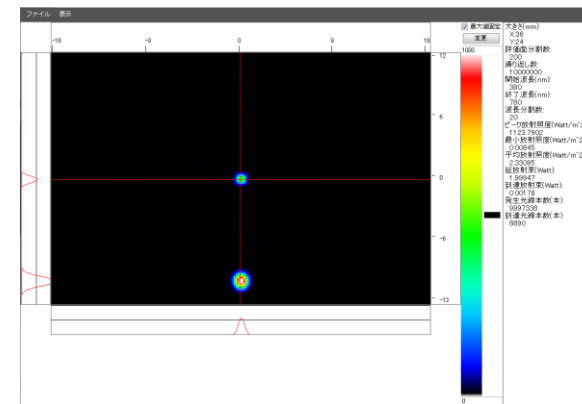 ファイル 表示
-18
-9
0
9
18
12
6
0
-6
-12
最大値固定
変更
1000
0
大きさ(mm)
X:36
Y:24
評価面分割数:
200
繰り返し数:
10000000
開始波長(nm):
380
終了波長(nm):
780
波長分割数:
20
ピーク放射照度(Watt/m^2
1123.7902
最小放射照度(Watt/m^2
0.00845
平均放射照度(Watt/m^2
2.33095
総放射束(Watt):
1.99947
到達放射束(Watt):
0.00178
発生光線本数(本):
9997338
到達光線本数(本):
8890